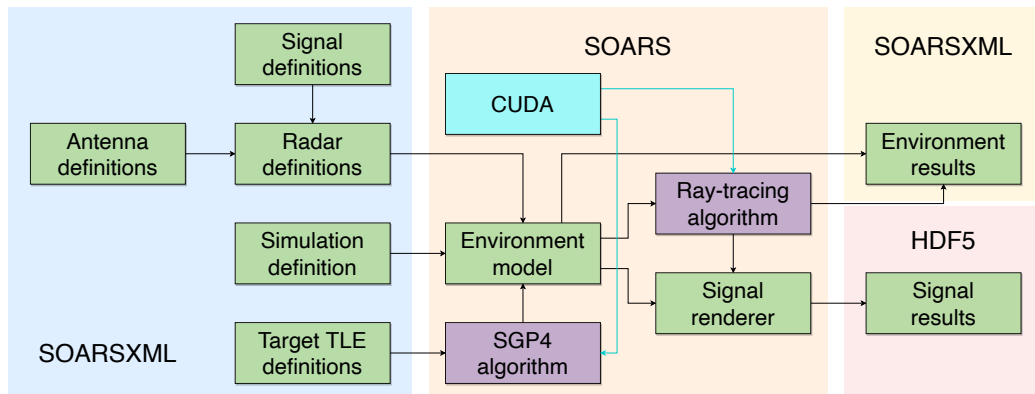 Signal
definitions
Antenna
definitions
Radar
definitions
Simulation
definition
Target TLE
definitions
SOARSXML
SOARS
CUDA
Environment
model
SGP4
algorithm
Ray-tracing
algorithm
Signal
renderer
SOARSXML
Environment
results
HDF5
Signal
results